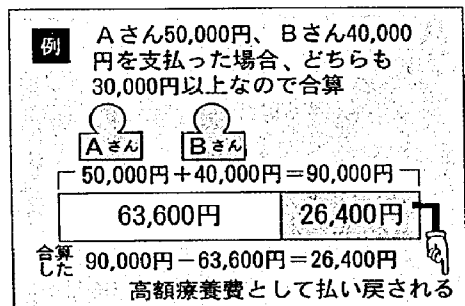 例
Aさん50,000円、Bさん40,000
円を支払った場合、どちらも
30,000円以上なので合算
Aさん Bさん
50,000円+40,000円=90,000円
63,600円 26,400円
合算した 90,000円-63,600円=26,400円
高額療養費として払い戻される